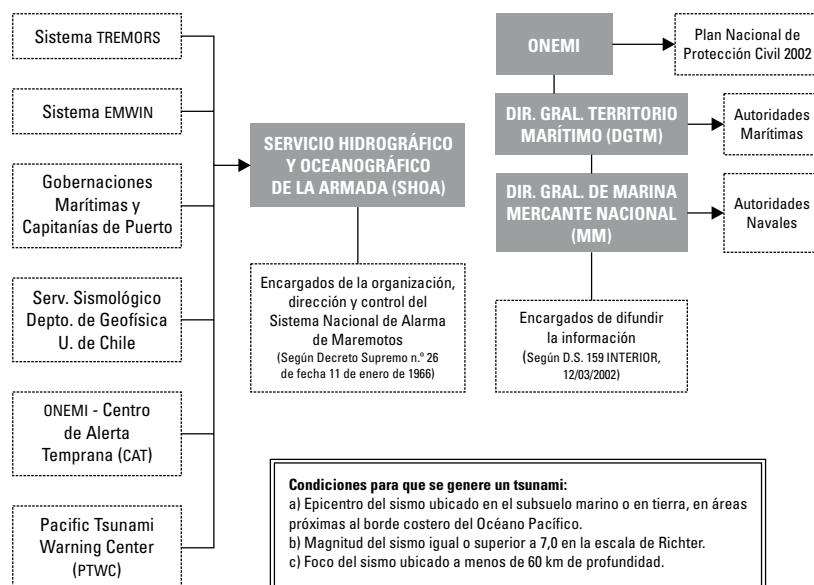 Sistema TREMORS
Sistema EMWIN
Gobernaciones
Marítimas y
Capitanías de Puerto
Serv. Sismológico
Depto. de Geofísica
U. de Chile
ONEMI - Centro
de Alerta
Temprana (CAT)
Pacific Tsunami
Warning Center
(PTWC)
SERVICIO HIDROGRÁFICO
Y OCEANOGRÁFICO
DE LA ARMADA (SHOA)
Encargados de la organización,
dirección y control del
Sistema Nacional de Alarma
de Maremotos
(Según Decreto Supremo n.º 26
de fecha 11 de enero de 1966)
ONEMI
Plan Nacional de
Protección Civil 2002
DIR. GRAL. TERRITORIO
MARÍTIMO (DGTM)
Autoridades
Marítimas
DIR. GRAL. DE MARINA
MERCANTE NACIONAL
(MM)
Autoridades
Navales
Encargados de difundir
la información
(Según D.S. 159 INTERIOR,
12/03/2002)
Condiciones para que se genere un tsunami:
a) Epicentro del sismo ubicado en el subsuelo marino o en tierra, en áreas
próximas al borde costero del Océano Pacífico.
b) Magnitud del sismo igual o superior a 7,0 en la escala de Richter.
c) Foco del sismo ubicado a menos de 60 km de profundidad.